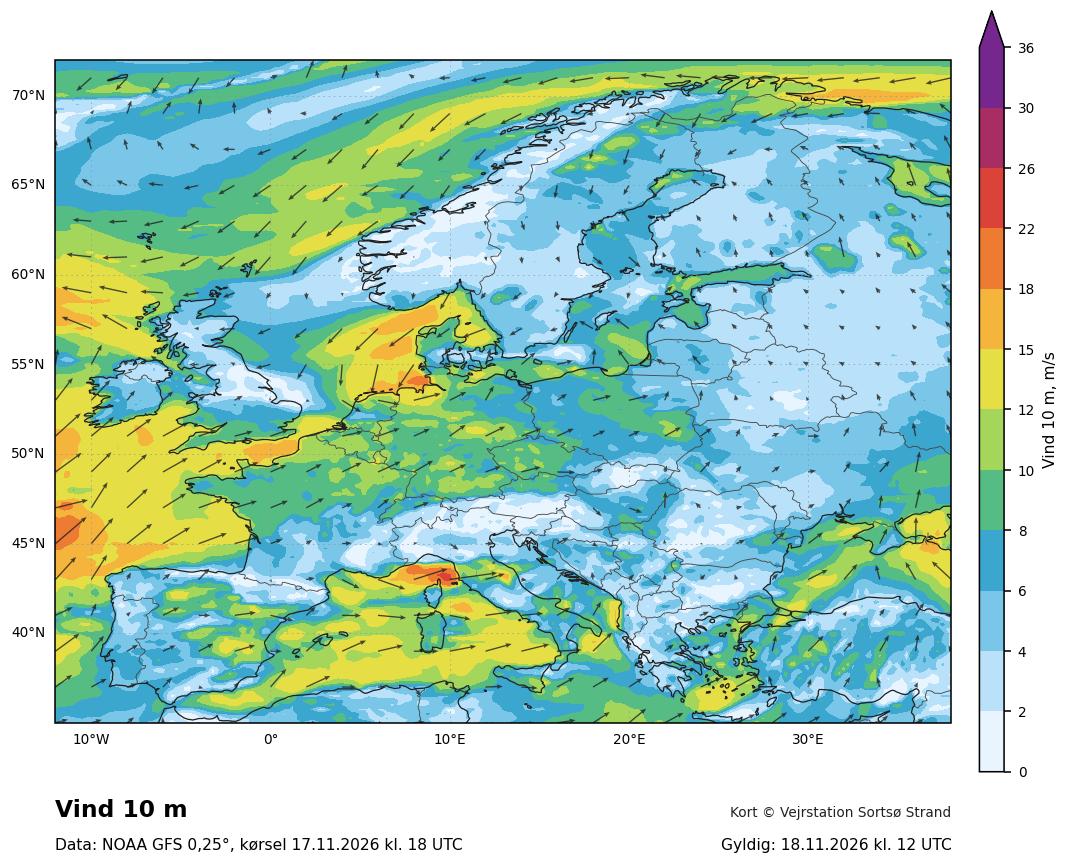 36
30
26
22
18
15
12
10
8
6
4
2
0
Vind 10 m, m/s
70°N
65°N
60°N
55°N
50°N
45°N
40°N
10°W
0°
10°E
20°E
30°E
Vind 10 m
Kort © Vejrstation Sortsø Strand
Data: NOAA GFS 0,25°, kørsel 17.11.2026 kl. 18 UTC
Gyldig: 18.11.2026 kl. 12 UTC